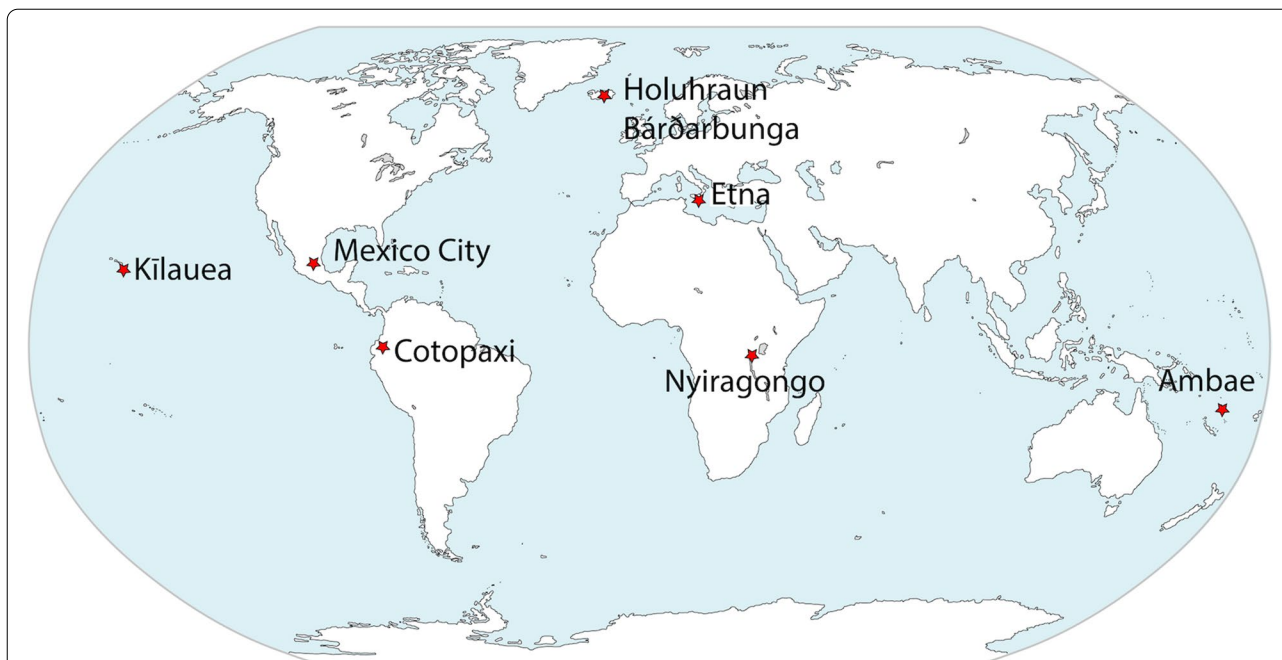 Holuhraun
Bárðarbunga
Etna
Mexico City
Kīlauea
Cotopaxi
Nyiragongo
Ambae